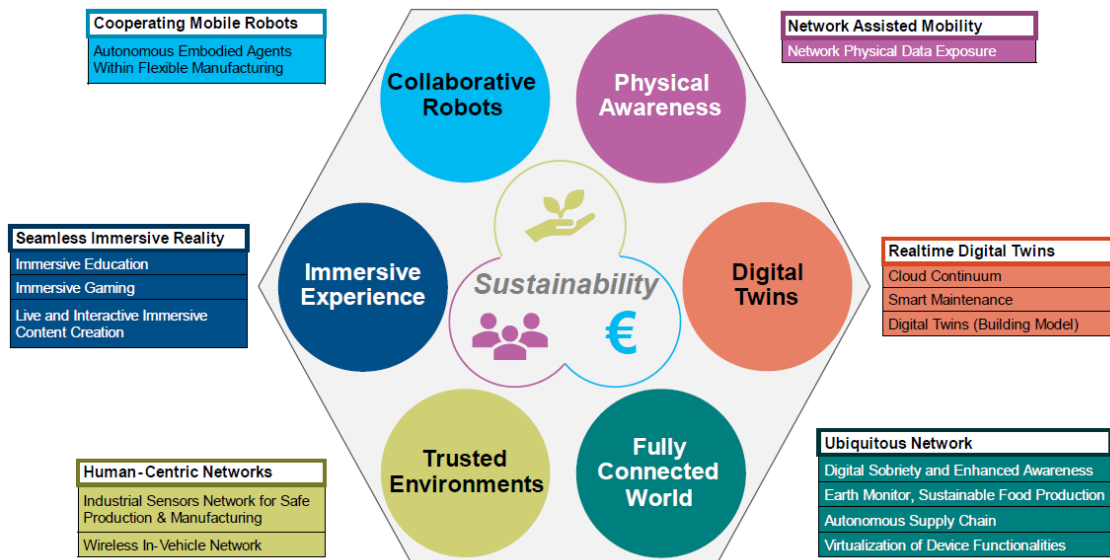 Cooperating Mobile Robots
Autonomous Embodied Agents
Within Flexible Manufacturing
Collaborative
Robots
Physical
Awareness
Network Assisted Mobility
Network Physical Data Exposure
Seamless Immersive Reality
Immersive Education
Immersive Gaming
Live and Interactive Immersive
Content Creation
Immersive
Experience
Sustainability
€
Digital
Twins
Realtime Digital Twins
Cloud Continuum
Smart Maintenance
Digital Twins (Building Model)
Human-Centric Networks
Industrial Sensors Network for Safe
Production & Manufacturing
Wireless In-Vehicle Network
Trusted
Environments
Fully
Connected
World
Ubiquitous Network
Digital Sobriety and Enhanced Awareness
Earth Monitor, Sustainable Food Production
Autonomous Supply Chain
Virtualization of Device Functionalities